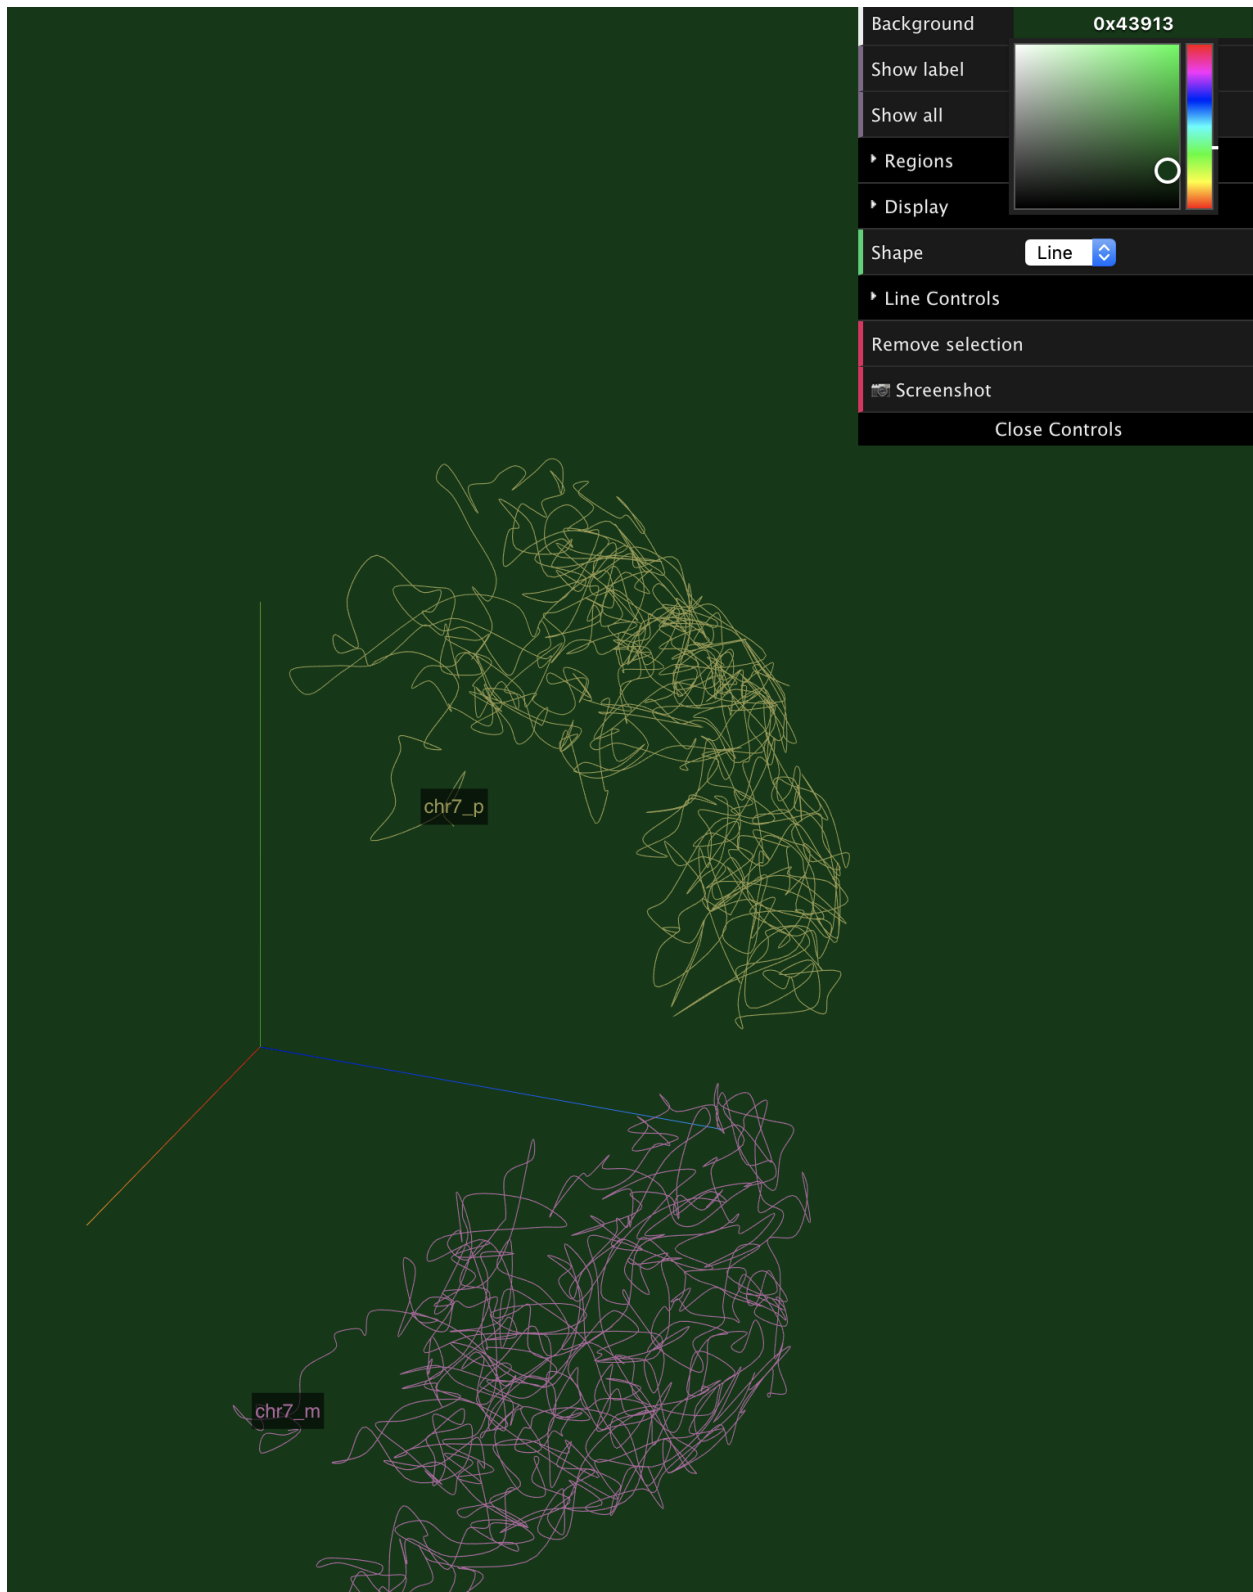 Background 0x43913
Show label
Show all
Regions
Display
Shape Line
Line Controls
Remove selection
Screenshot
Close Controls
chr7_p
chr7_m